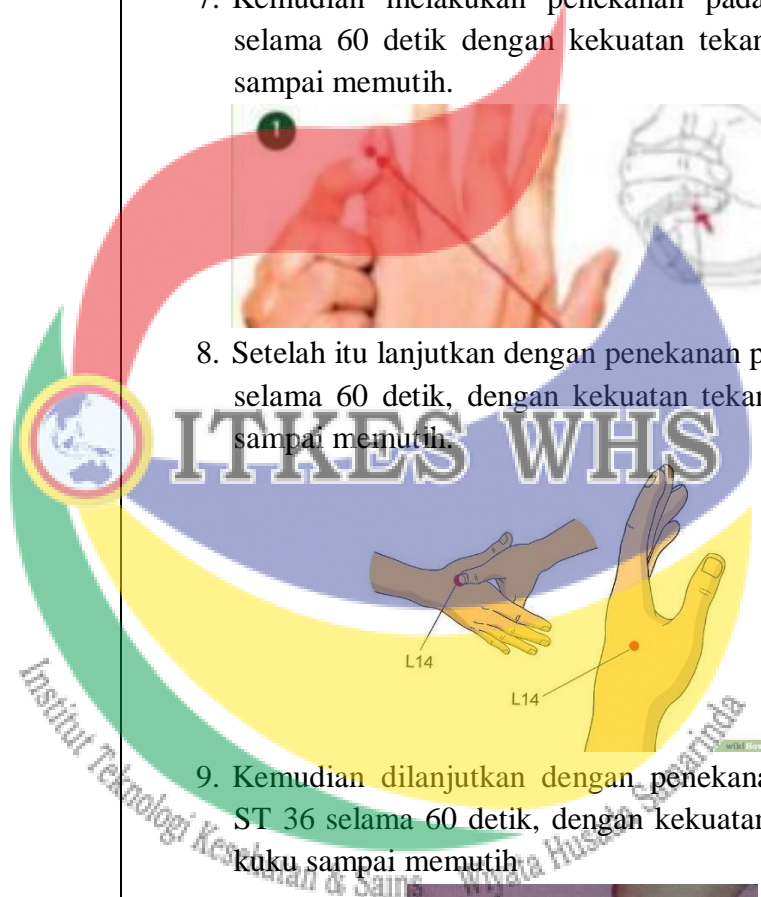 7. Kemudian melakukan penekanan pada
selama 60 detik dengan kekuatan tekan
sampai memutih.
1
8. Setelah itu lanjutkan dengan penekanan p
selama 60 detik, dengan kekuatan tekan
sampai memutih.
ITKES WHS
L14
L14
wikiHow
9. Kemudian dilanjutkan dengan penekana
ST 36 selama 60 detik, dengan kekuatan
kuku sampai memutih
Institut Teknologi Kesehatan & Sains Wiyata Husada Samarinda